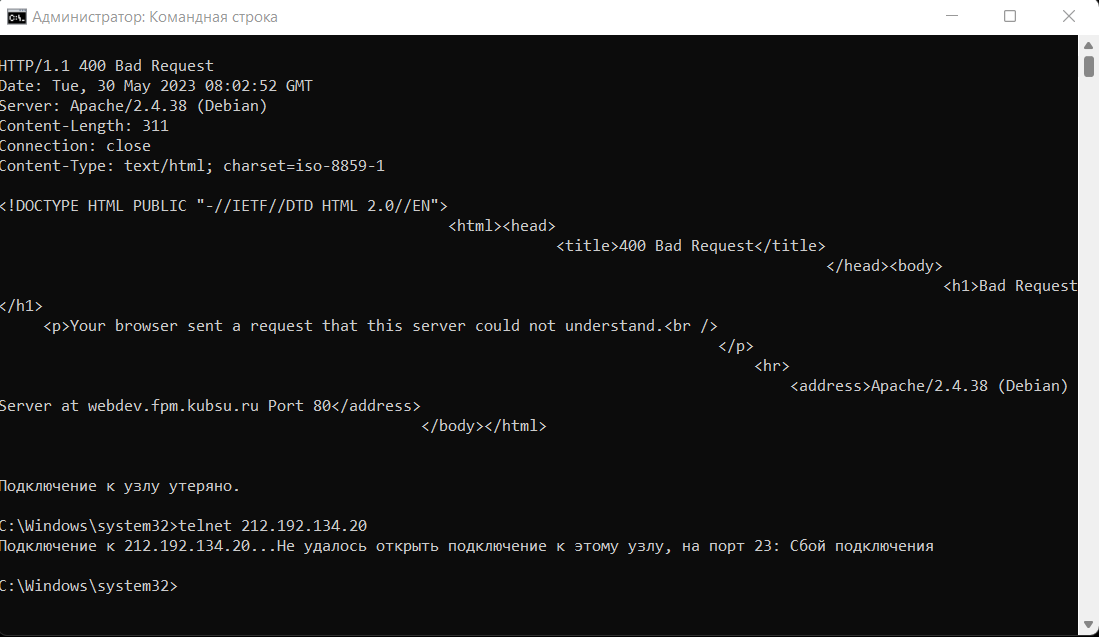 Администратор: Командная строка
HTTP/1.1 400 Bad Request
Date: Tue, 30 May 2023 08:02:52 GMT
Server: Apache/2.4.38 (Debian)
Content-Length: 311
Connection: close
Content-Type: text/html; charset=iso-8859-1
<!DOCTYPE HTML PUBLIC "-//IETF//DTD HTML 2.0//EN">
<html><head>
<title>400 Bad Request</title>
</head><body>
<h1>Bad Request
</h1>
<p>Your browser sent a request that this server could not understand.<br />
</p>
<hr>
<address>Apache/2.4.38 (Debian)
Server at webdev.fpm.kubsu.ru Port 80</address>
</body></html>
Подключение к узлу утеряно.
C:\Windows\system32>telnet 212.192.134.20
Подключение к 212.192.134.20...Не удалось открыть подключение к этому узлу, на порт 23: Сбой подключения
C:\Windows\system32>